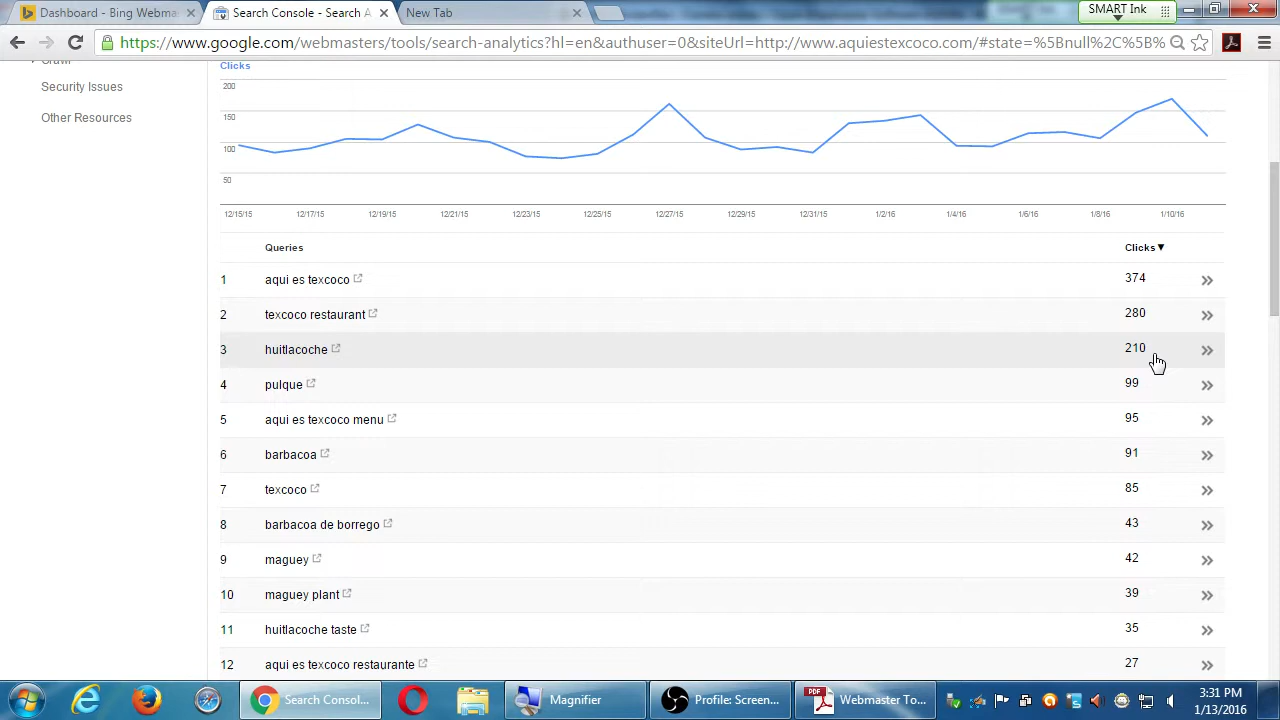 Dashboard - Bing Webma
Search Console - Search A
New Tab
SMART Ink
https://www.google.com/webmasters/tools/search-analytics?hl=en&authuser=0&siteUrl=http://www.aquiestexcoco.com/#state=%5Bnull%2C%5B%
Crawl
Security Issues
Other Resources
Clicks
200
150
100
50
12/15/15 12/17/15 12/19/15 12/21/15 12/23/15 12/25/15 12/27/15 12/29/15 12/31/15 1/2/16 1/4/16 1/6/16 1/8/16 1/10/16
Queries Clicks▼
1 aqui es texcoco 374
2 texcoco restaurant 280
3 huitlacoche 210
4 pulque 99
5 aqui es texcoco menu 95
6 barbacoa 91
7 texcoco 85
8 barbacoa de borrego 43
9 maguey 42
10 maguey plant 39
11 huitlacoche taste 35
12 aqui es texcoco restaurante 27
Search Consol...
Magnifier
Profile: Screen...
PDF
Webmaster To...
3:31 PM
1/13/2016